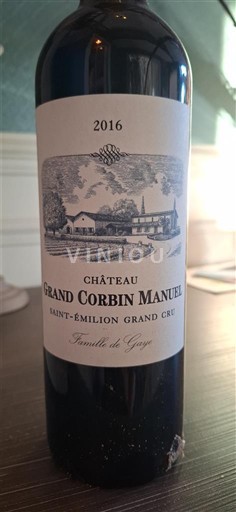 2016
VINIOU
CHÂTEAU
GRAND CORBIN MANUEL
SAINT-ÉMILION GRAND CRU
Famille de Gaye